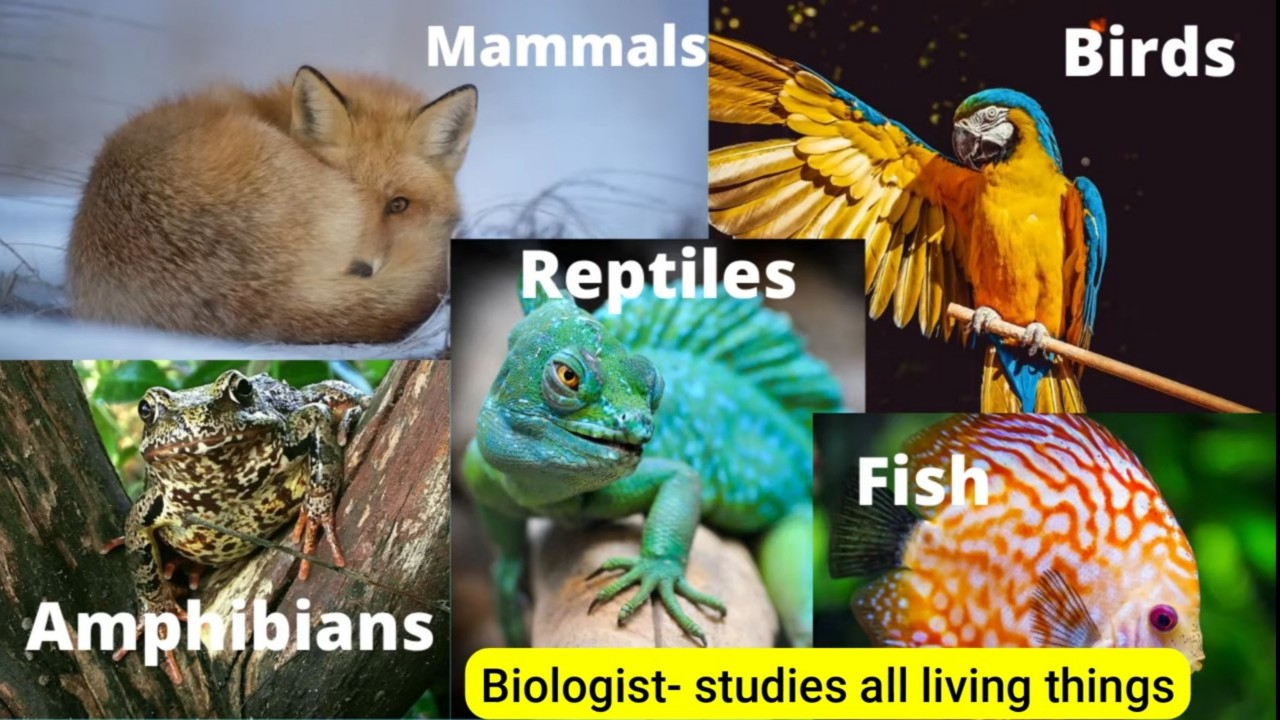 Mammals
Birds
Reptiles
Fish
Amphibians
Biologist- studies all living things